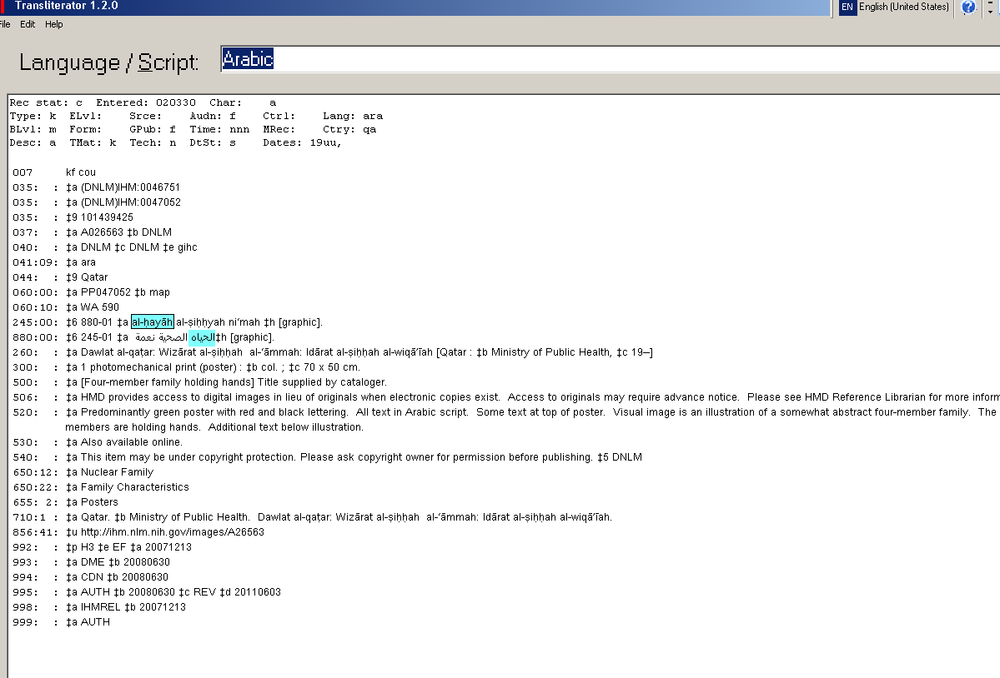 Transliterator 1.2.0
EN English (United States)
File Edit Help
Language / Script: Arabic
Rec stat: c Entered: 020330 Char: a
Type: k ELvl: Srce: Audn: f Ctrl: Lang: ara
BLvl: m Form: GPub: f Time: nnn MRec: Ctry: qa
Desc: a TMat: k Tech: n DtSt: s Dates: 19uu,
007 kf cou
035: : ‡a (DNLM)IHM:0046751
035: : ‡a (DNLM)IHM:0047052
035: : ‡9 101439425
037: : ‡a A026563 ‡b DNLM
040: : ‡a DNLM ‡c DNLM ‡e gihc
041:09: ‡a ara
044: : ‡9 Qatar
060:00: ‡a PP047052 ‡b map
060:10: ‡a WA 590
245:00: ‡6 880-01 ‡a al-ḥayāh al-ṣiḥḥyah ni‘mah ‡h [graphic].
880:00: ‡6 245-01 ‡a الحياه الصحية نعمة ‡h [graphic].
260: : ‡a Dawlat al-qaṭar: Wizārat al-ṣiḥḥah al-‘āmmah: Idārat al-ṣiḥḥah al-wiqā’īah [Qatar : ‡b Ministry of Public Health, ‡c 19--]
300: : ‡a 1 photomechanical print (poster) : ‡b col. ; ‡c 70 x 50 cm.
500: : ‡a [Four-member family holding hands] Title supplied by cataloger.
506: : ‡a HMD provides access to digital images in lieu of originals when electronic copies exist. Access to originals may require advance notice. Please see HMD Reference Librarian for more inform
520: : ‡a Predominantly green poster with red and black lettering. All text in Arabic script. Some text at top of poster. Visual image is an illustration of a somewhat abstract four-member family. The
members are holding hands. Additional text below illustration.
530: : ‡a Also available online.
540: : ‡a This item may be under copyright protection. Please ask copyright owner for permission before publishing. ‡5 DNLM
650:12: ‡a Nuclear Family
650:22: ‡a Family Characteristics
655: 2: ‡a Posters
710:1 : ‡a Qatar. ‡b Ministry of Public Health. Dawlat al-qaṭar: Wizārat al-ṣiḥḥah al-‘āmmah: Idārat al-ṣiḥḥah al-wiqā’īah.
856:41: ‡u http://ihm.nlm.nih.gov/images/A26563
992: : ‡p H3 ‡e EF ‡a 20071213
993: : ‡a DME ‡b 20080630
994: : ‡a CDN ‡b 20080630
995: : ‡a AUTH ‡b 20080630 ‡c REV ‡d 20110603
998: : ‡a IHMREL ‡b 20071213
999: : ‡a AUTH